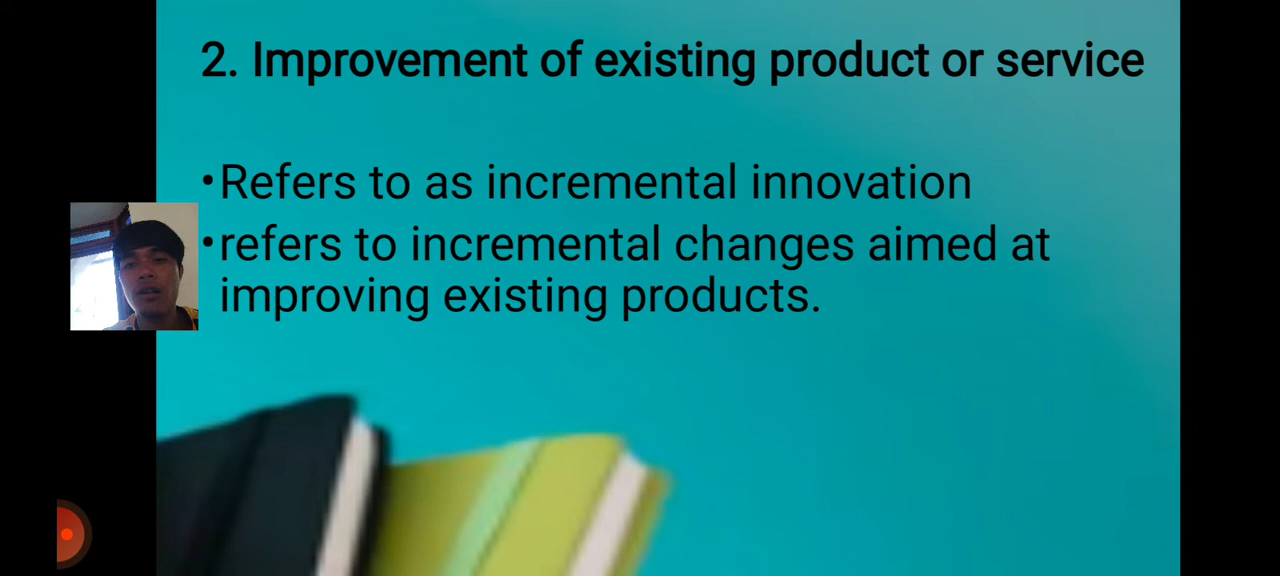 2. Improvement of existing product or service
•Refers to as incremental innovation
•refers to incremental changes aimed at
improving existing products.